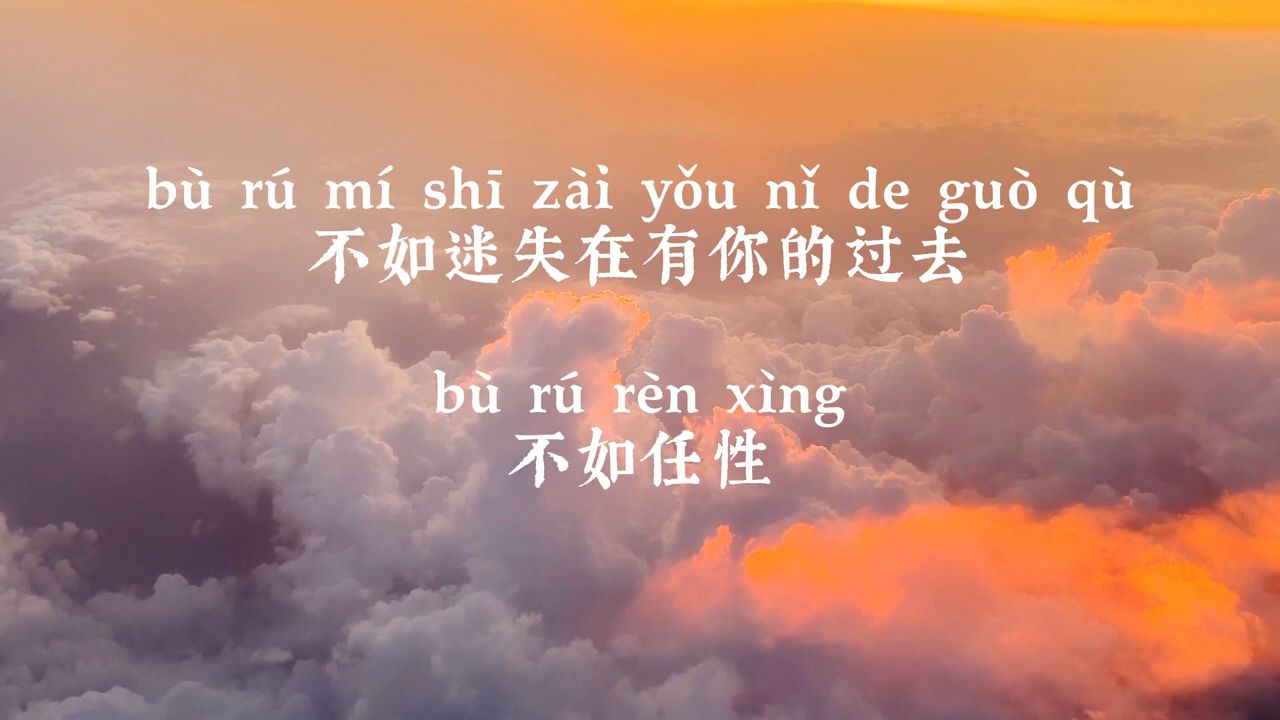 bù rú mí shī zài yǒu nǐ de guò qù
不如迷失在有你的过去
bù rú rèn xìng
不如任性